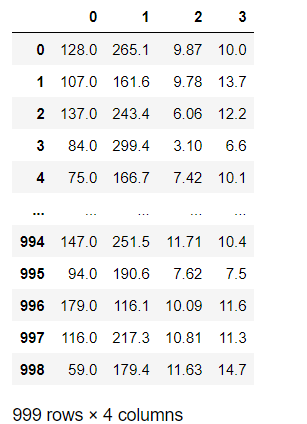 0 1 2 3
0 128.0 265.1 9.87 10.0
1 107.0 161.6 9.78 13.7
2 137.0 243.4 6.06 12.2
3 84.0 299.4 3.10 6.6
4 75.0 166.7 7.42 10.1
... ... ... ... ...
994 147.0 251.5 11.71 10.4
995 94.0 190.6 7.62 7.5
996 179.0 116.1 10.09 11.6
997 116.0 217.3 10.81 11.3
998 59.0 179.4 11.63 14.7
999 rows × 4 columns